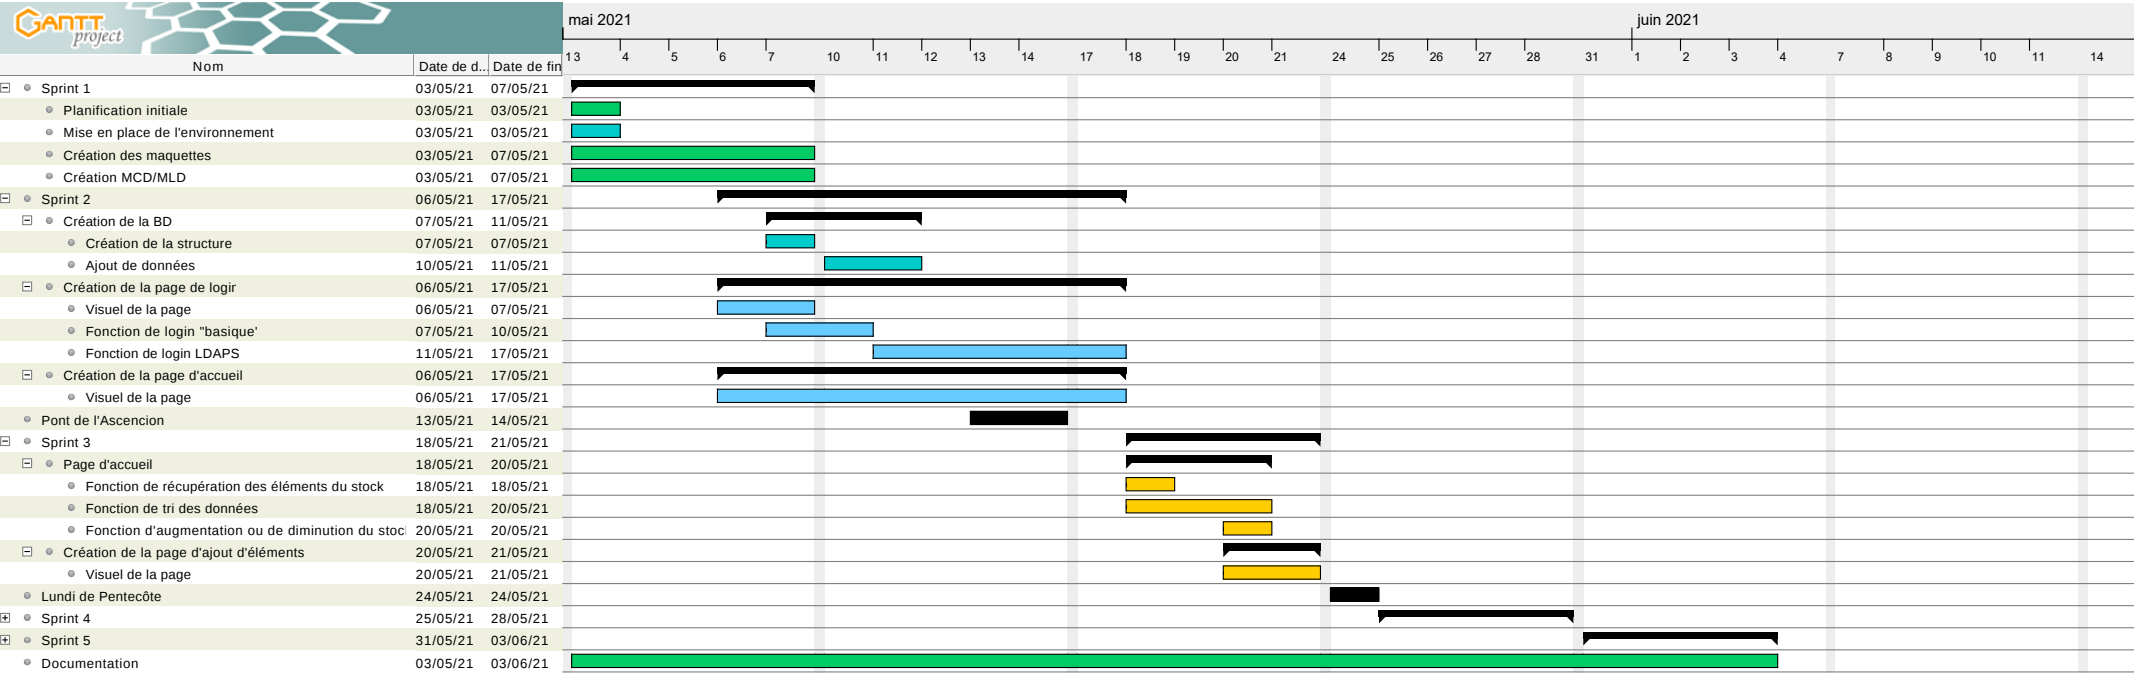 GANTT project
mai 2021 juin 2021
Nom Date de d... Date de fin 1 3 4 5 6 7 10 11 12 13 14 17 18 19 20 21 24 25 26 27 28 31 1 2 3 4 7 8 9 10 11 14
Sprint 1 03/05/21 07/05/21
Planification initiale 03/05/21 03/05/21
Mise en place de l'environnement 03/05/21 03/05/21
Création des maquettes 03/05/21 07/05/21
Création MCD/MLD 03/05/21 07/05/21
Sprint 2 06/05/21 17/05/21
Création de la BD 07/05/21 11/05/21
Création de la structure 07/05/21 07/05/21
Ajout de données 10/05/21 11/05/21
Création de la page de logir 06/05/21 17/05/21
Visuel de la page 06/05/21 07/05/21
Fonction de login "basique' 07/05/21 10/05/21
Fonction de login LDAPS 11/05/21 17/05/21
Création de la page d'accueil 06/05/21 17/05/21
Visuel de la page 06/05/21 17/05/21
Pont de l'Ascencion 13/05/21 14/05/21
Sprint 3 18/05/21 21/05/21
Page d'accueil 18/05/21 20/05/21
Fonction de récupération des éléments du stock 18/05/21 18/05/21
Fonction de tri des données 18/05/21 20/05/21
Fonction d'augmentation ou de diminution du stoc 20/05/21 20/05/21
Création de la page d'ajout d'éléments 20/05/21 21/05/21
Visuel de la page 20/05/21 21/05/21
Lundi de Pentecôte 24/05/21 24/05/21
Sprint 4 25/05/21 28/05/21
Sprint 5 31/05/21 03/06/21
Documentation 03/05/21 03/06/21